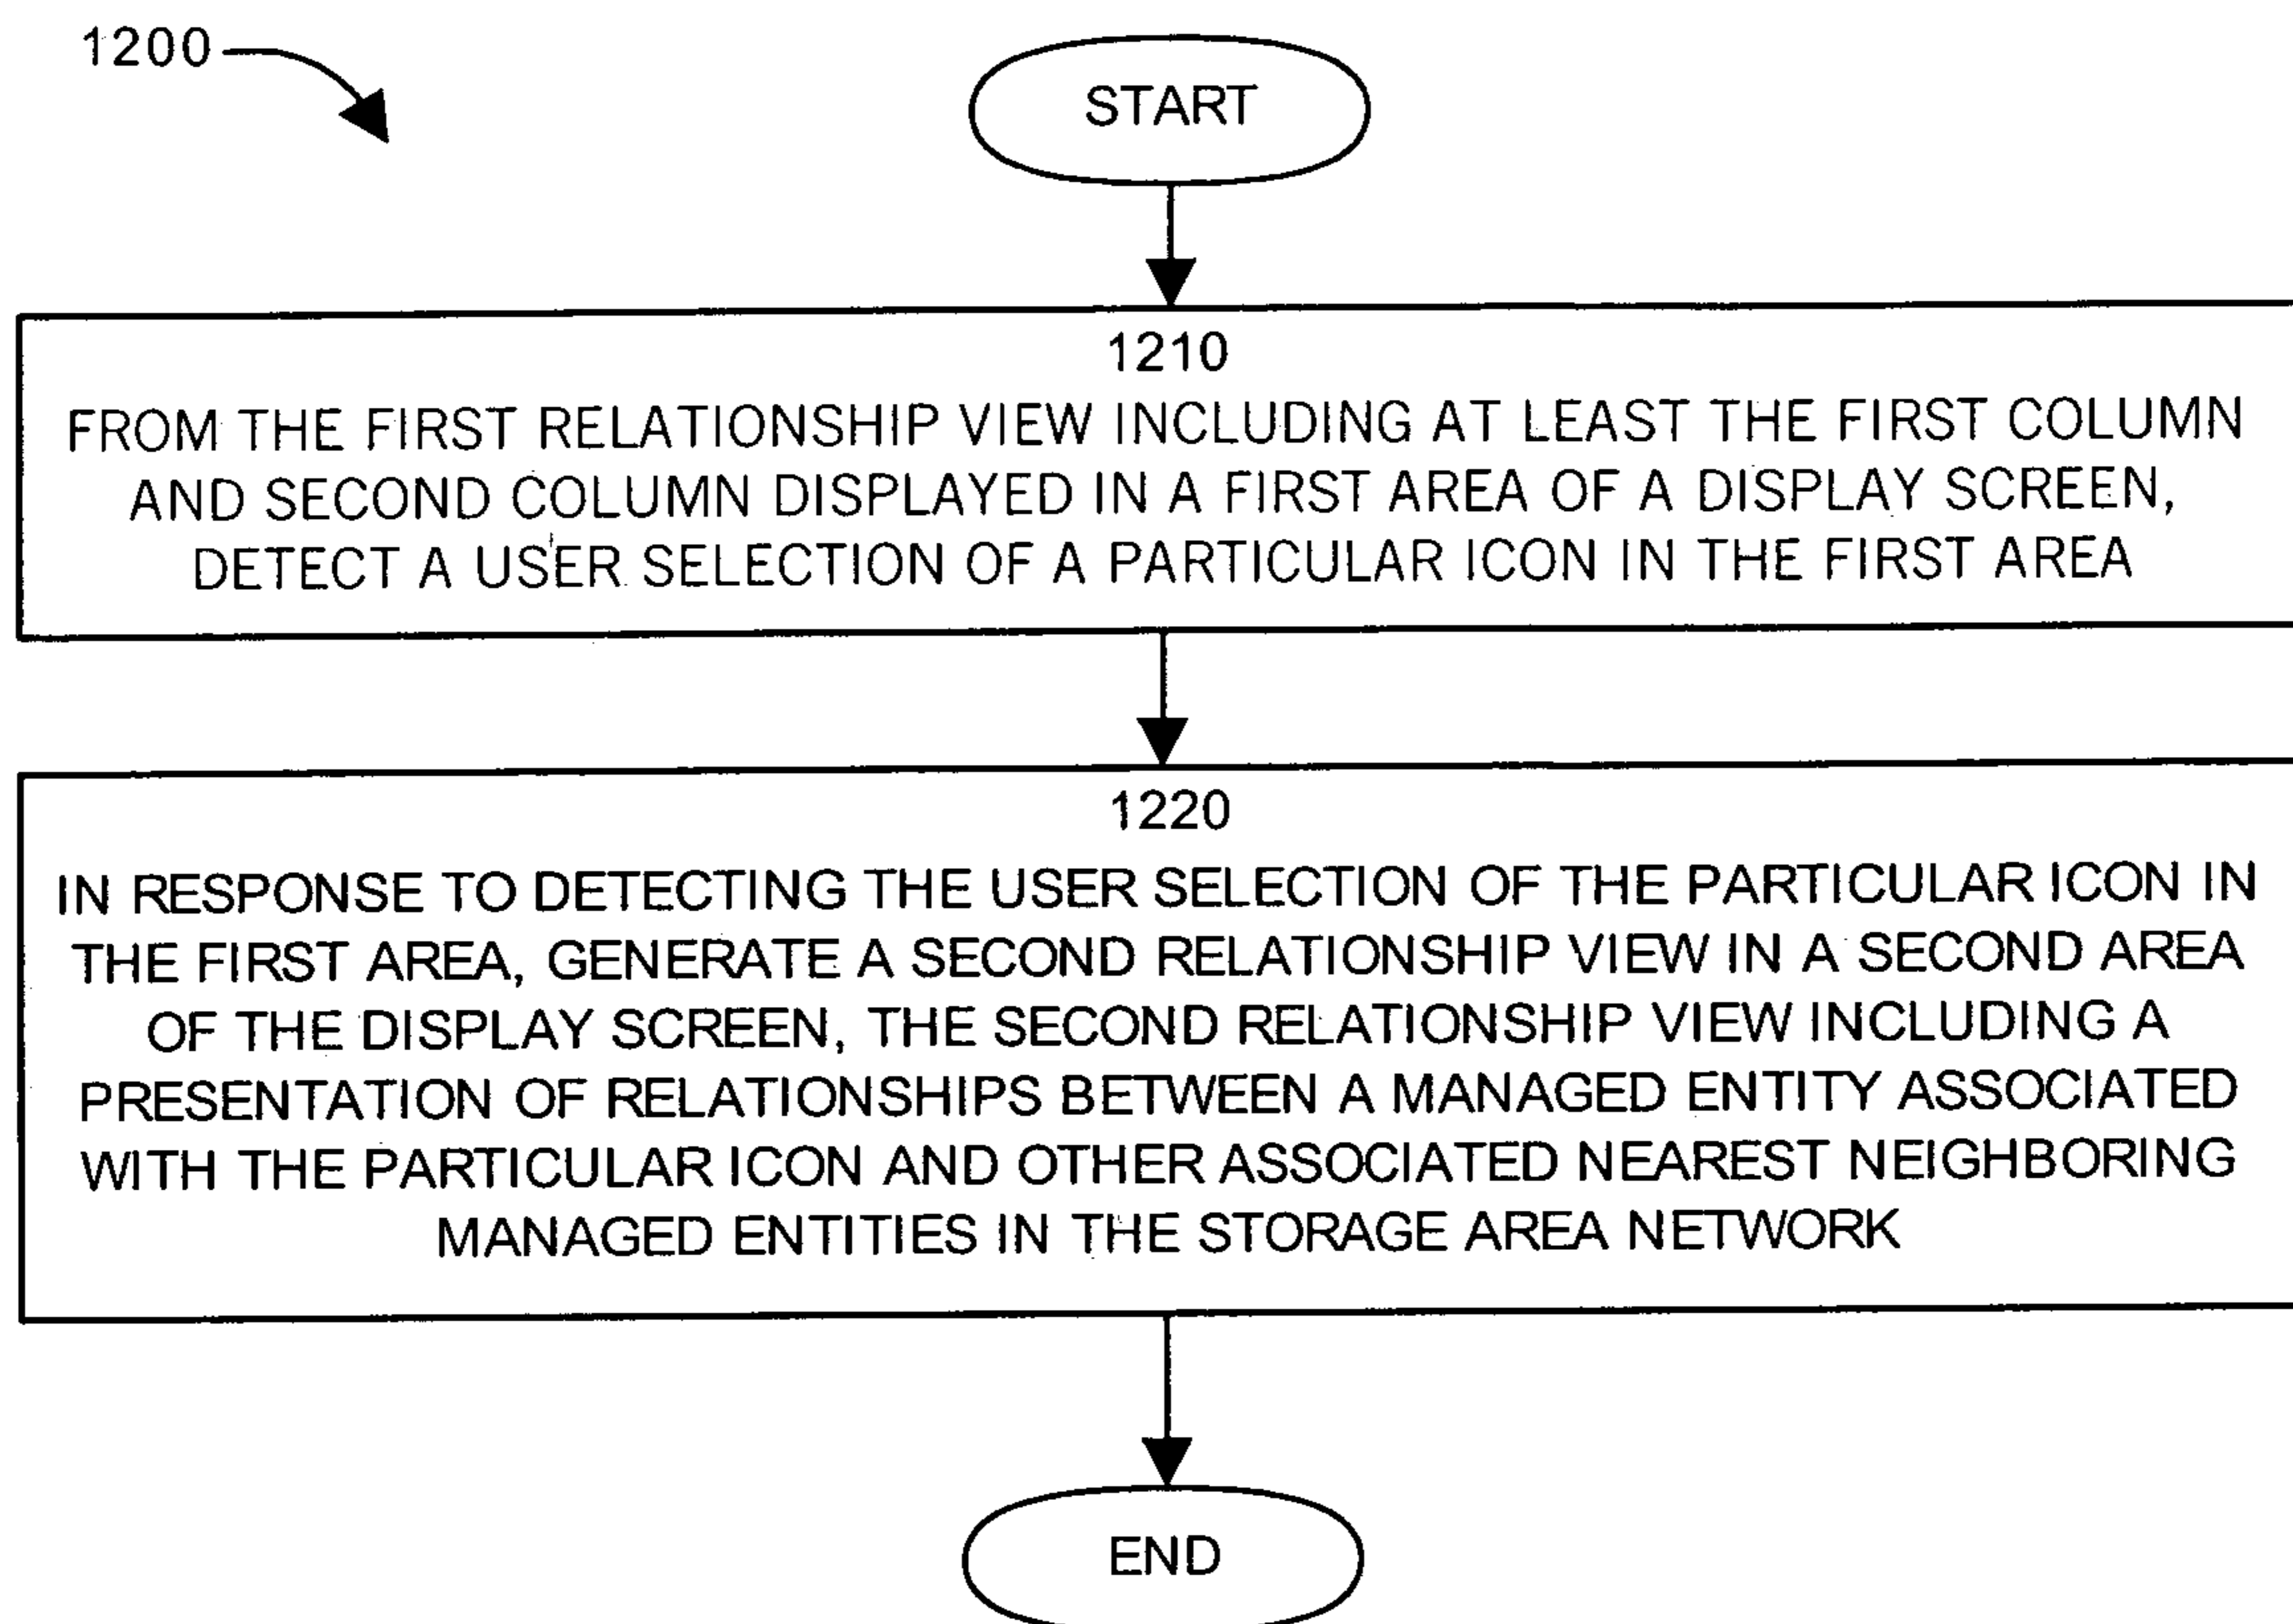 1200
START
1210
FROM THE FIRST RELATIONSHIP VIEW INCLUDING AT LEAST THE FIRST COLUMN
AND SECOND COLUMN DISPLAYED IN A FIRST AREA OF A DISPLAY SCREEN,
DETECT A USER SELECTION OF A PARTICULAR ICON IN THE FIRST AREA
1220
IN RESPONSE TO DETECTING THE USER SELECTION OF THE PARTICULAR ICON IN
THE FIRST AREA, GENERATE A SECOND RELATIONSHIP VIEW IN A SECOND AREA
OF THE DISPLAY SCREEN, THE SECOND RELATIONSHIP VIEW INCLUDING A
PRESENTATION OF RELATIONSHIPS BETWEEN A MANAGED ENTITY ASSOCIATED
WITH THE PARTICULAR ICON AND OTHER ASSOCIATED NEAREST NEIGHBORING
MANAGED ENTITIES IN THE STORAGE AREA NETWORK
END